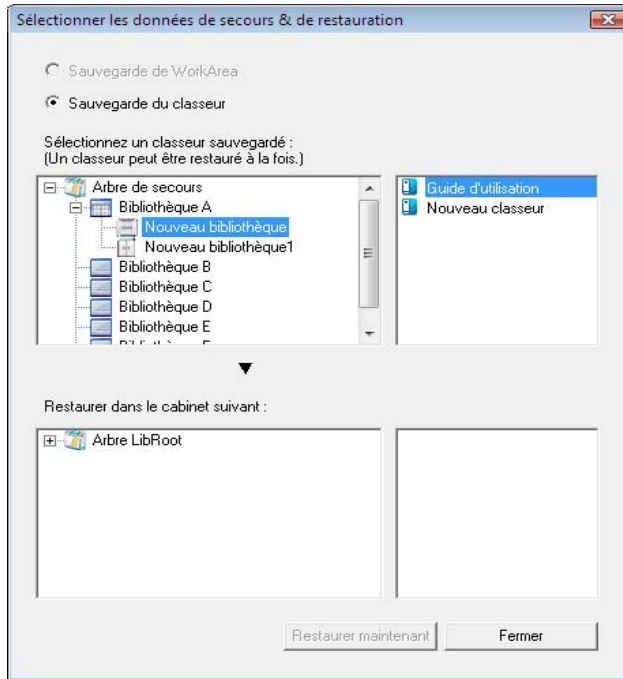 Sélectionner les données de secours & de restauration
Sauvegarde de WorkArea
Sauvegarde du classeur
Sélectionnez un classeur sauvegardé :
(Un classeur peut être restauré à la fois.)
Arbre de secours
Bibliothèque A
Nouveau bibliothèque
Nouveau bibliothèque1
Bibliothèque B
Bibliothèque C
Bibliothèque D
Bibliothèque E
Guide d'utilisation
Nouveau classeur
Restaurer dans le cabinet suivant :
Arbre LibRoot
Restaurer maintenant
Fermer